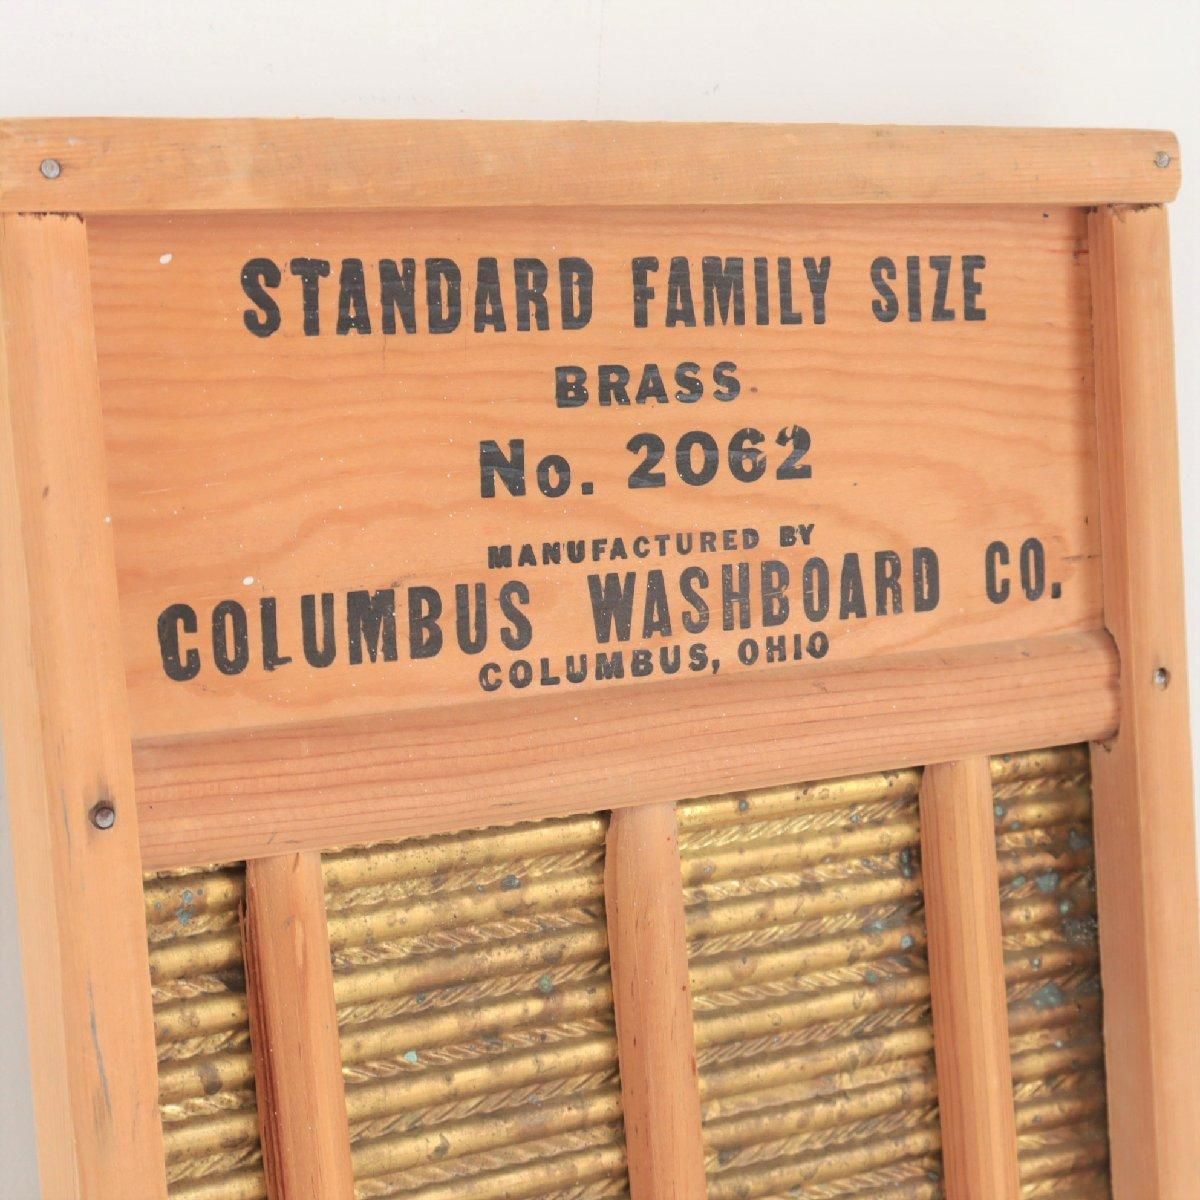 STANDARD FAMILY SIZE
BRASS
No. 2062
MANUFACTURED BY
COLUMBUS WASHBOARD CO.
COLUMBUS, OHIO